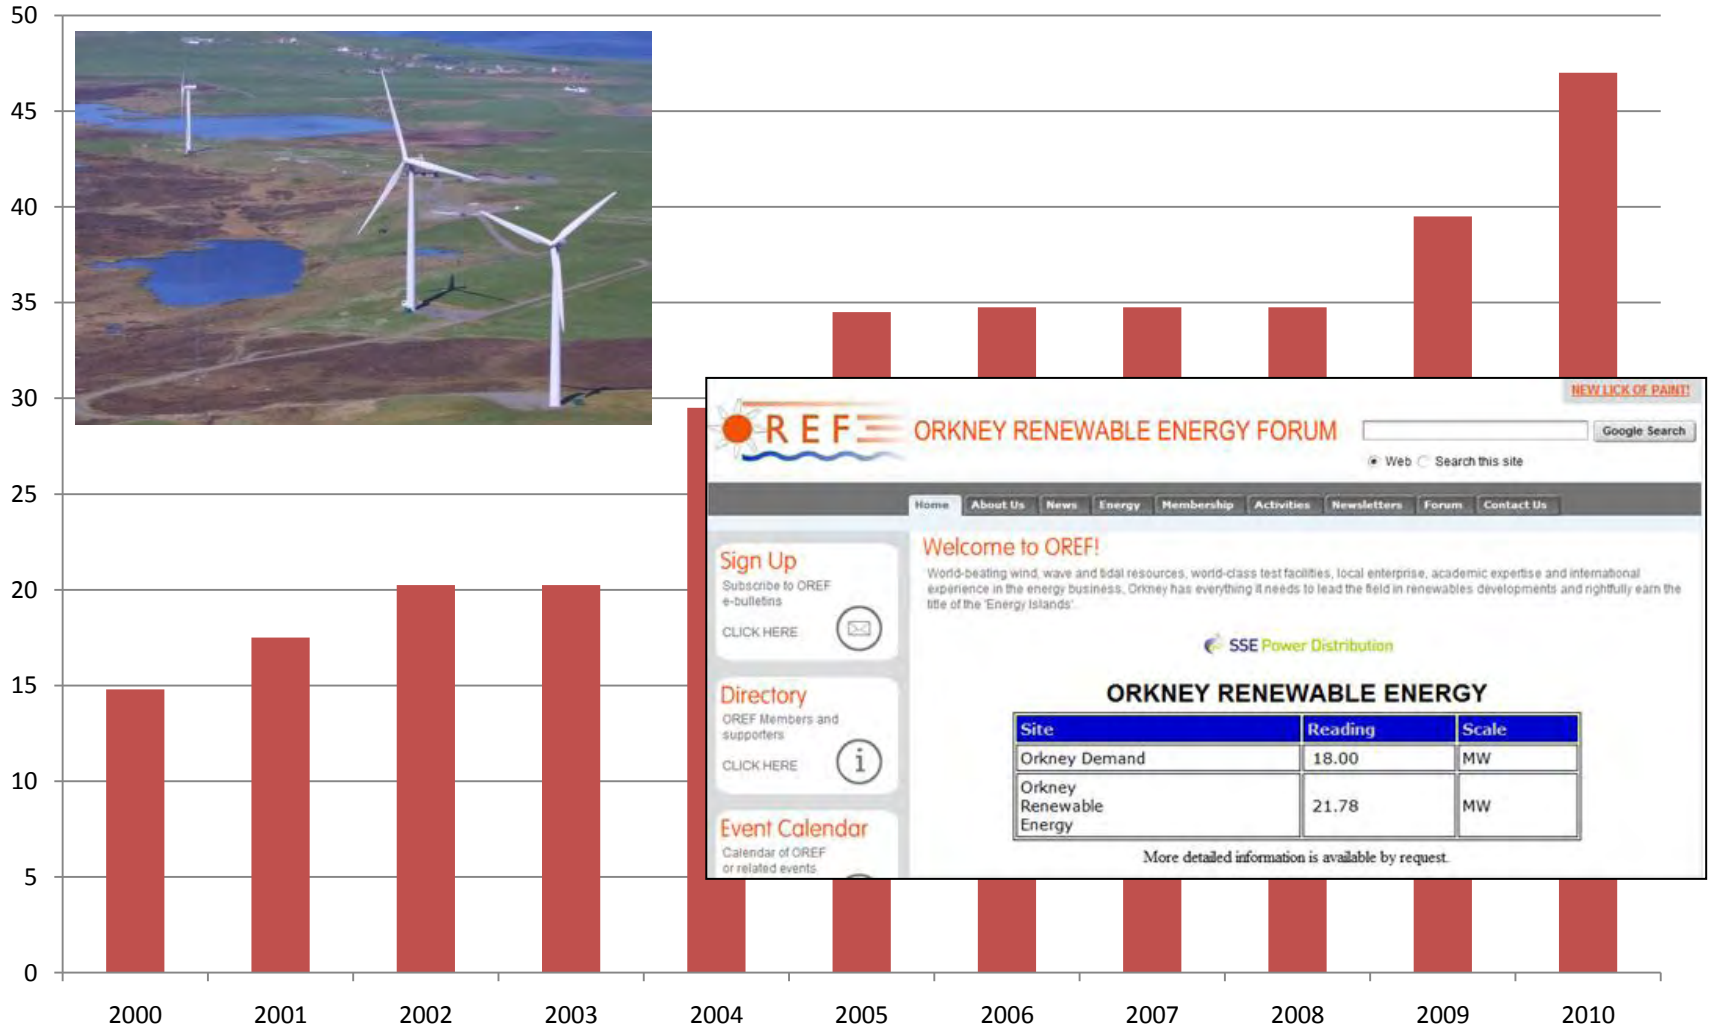 50
45
40
35
30
25
20
15
10
5
0
2000 2001 2002 2003 2004 2005 2006 2007 2008 2009 2010
NEW LICK OF PAINT!
OREF
ORKNEY RENEWABLE ENERGY FORUM
Google Search
Web Search this site
Home About Us News Energy Membership Activities Newsletters Forum Contact Us
Sign Up
Subscribe to OREF
e-bulletins
CLICK HERE
Directory
OREF Members and
supporters
CLICK HERE
i
Event Calendar
Calendar of OREF
or related events
Welcome to OREF!
World-beating wind, wave and tidal resources, world-class test facilities, local enterprise, academic expertise and international
experience in the energy business, Orkney has everything it needs to lead the field in renewables developments and rightfully earn the
title of the 'Energy Islands'.
SSE Power Distribution
ORKNEY RENEWABLE ENERGY
Site Reading Scale
Orkney Demand 18.00 MW
Orkney
Renewable 21.78 MW
Energy
More detailed information is available by request.